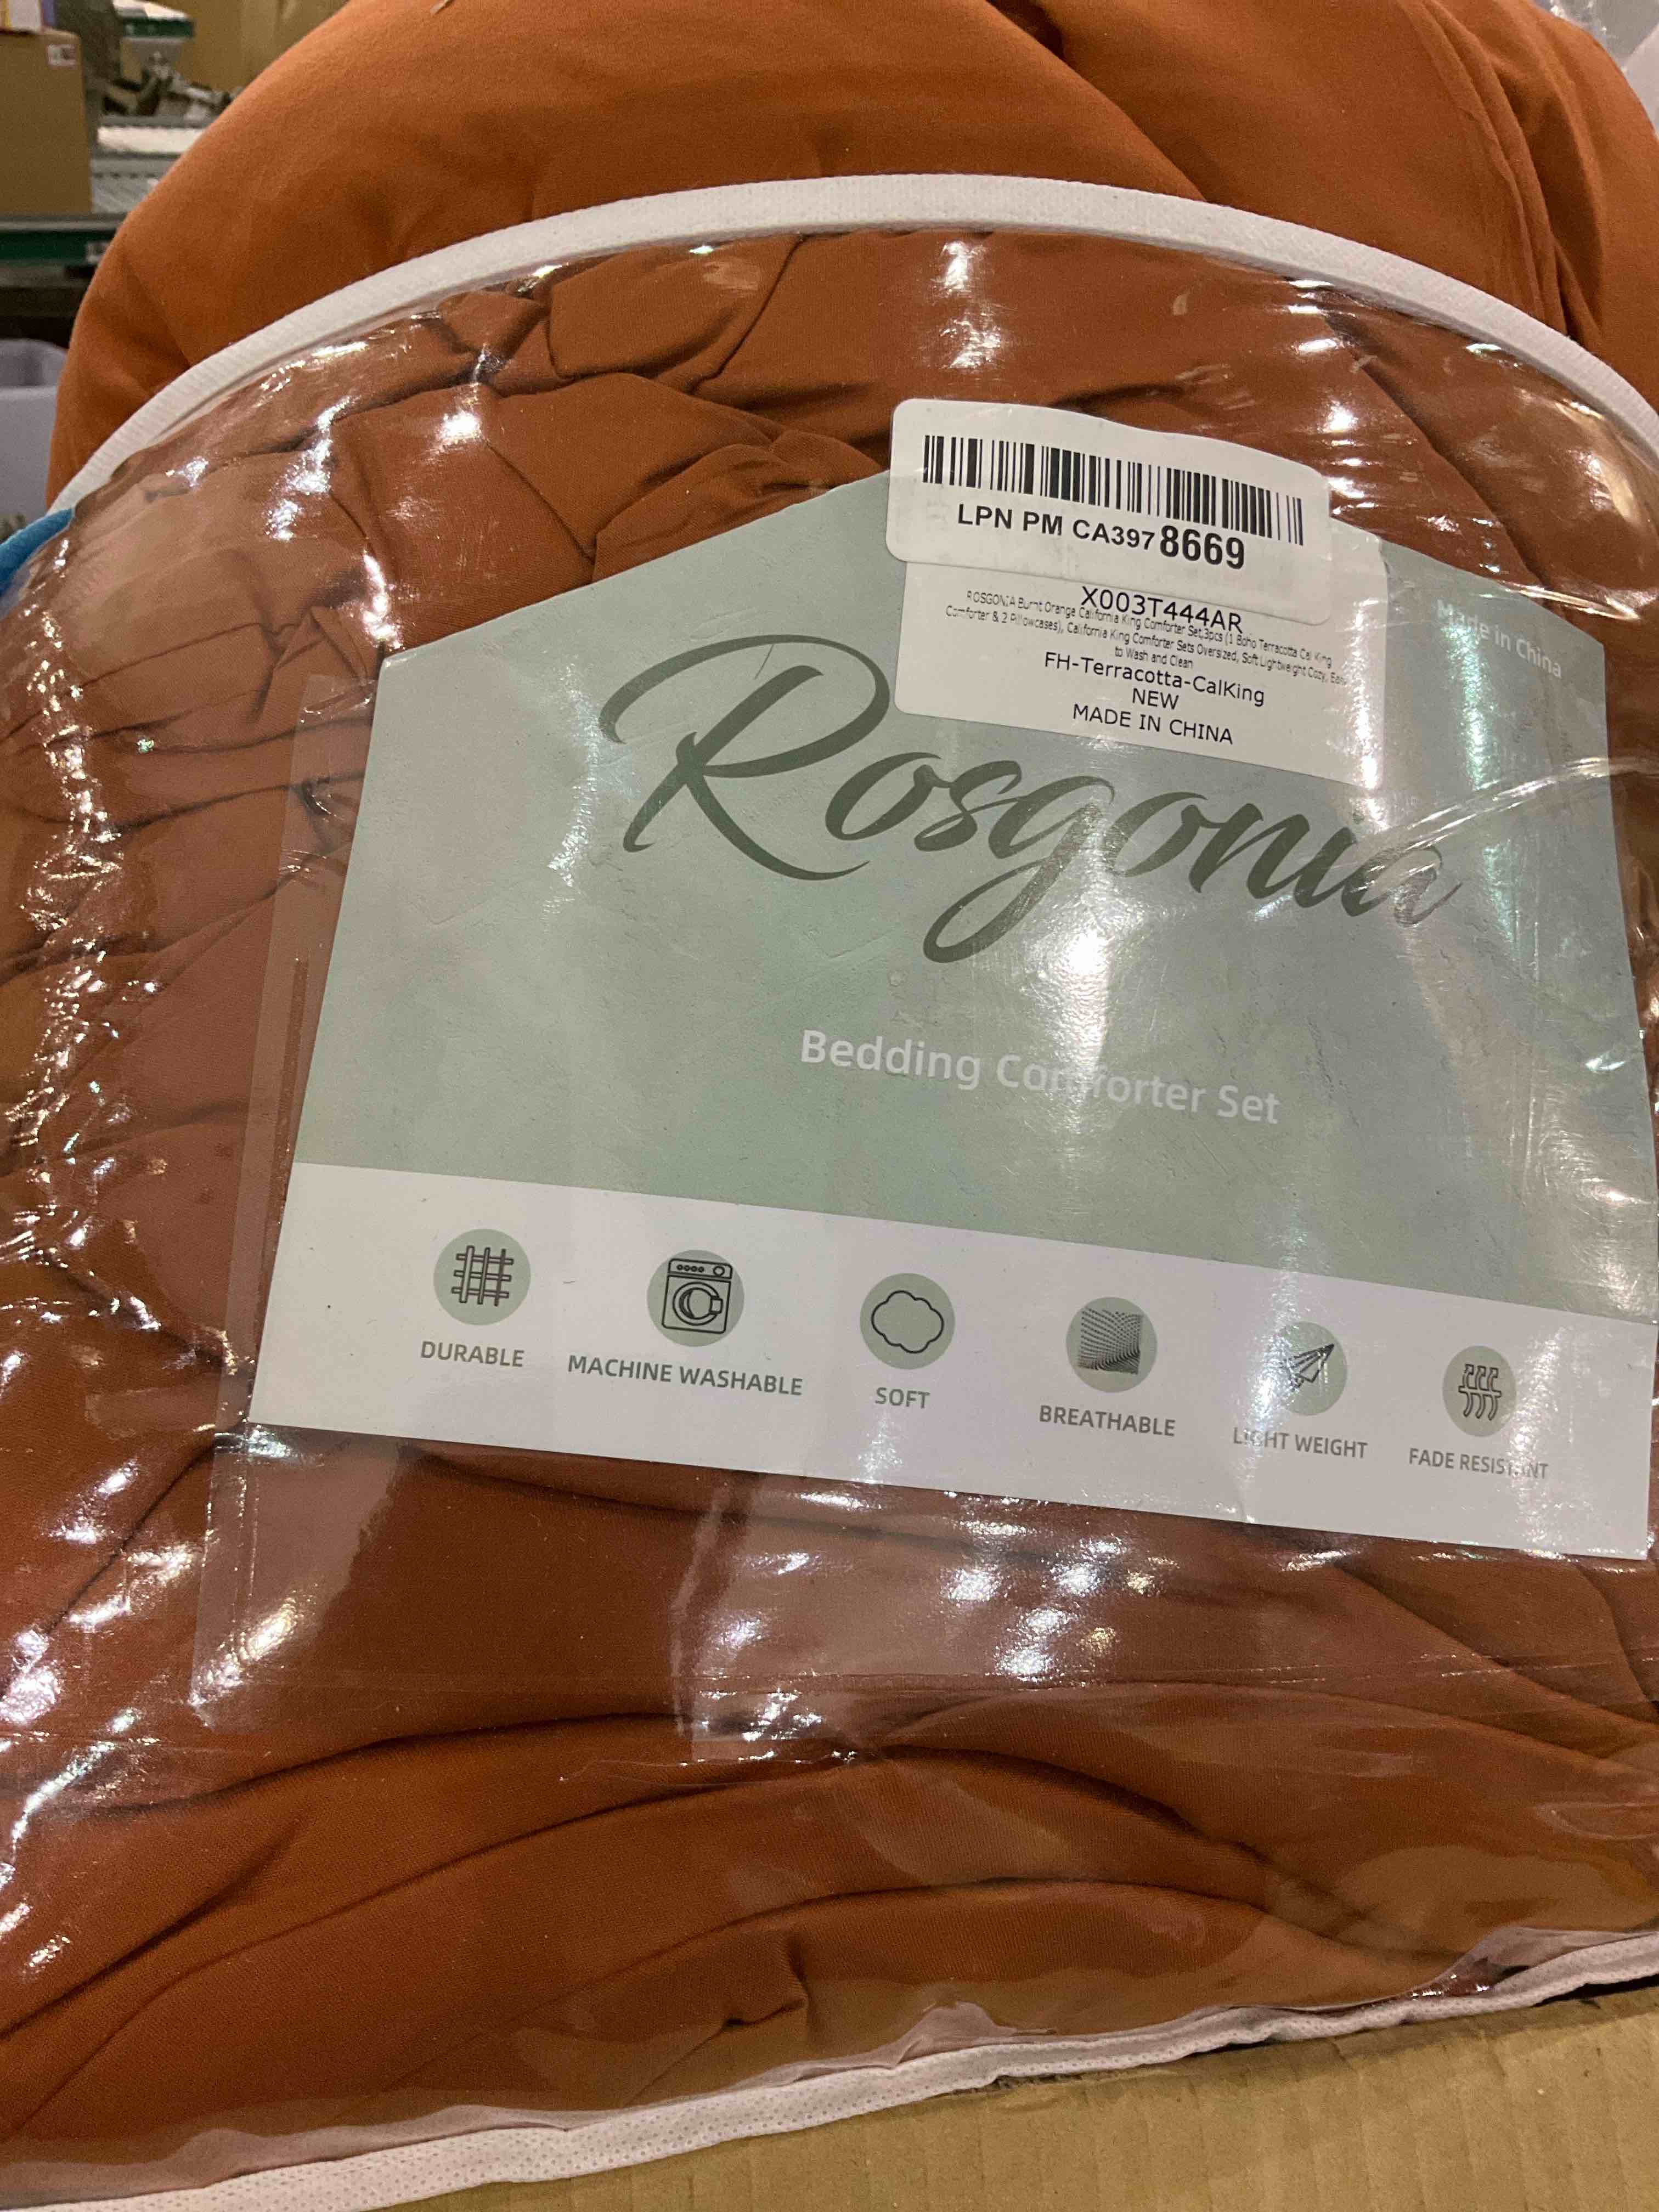 LPN PM CA3978669
X003T444AR
ROSGONIA Burnt Orange California King Comforter Set,3pcs (1 Boho Terracotta Cal King
Comforter & 2 Pillowcases), California King Comforter Sets Oversized, Soft Lightweight Cozy, Easy
to Wash and Clean
FH-Terracotta-CalKing
NEW
MADE IN CHINA
Made in China
Rosgonia
Bedding Comforter Set
DURABLE
MACHINE WASHABLE
SOFT
BREATHABLE
LIGHT WEIGHT
FADE RESISTANT